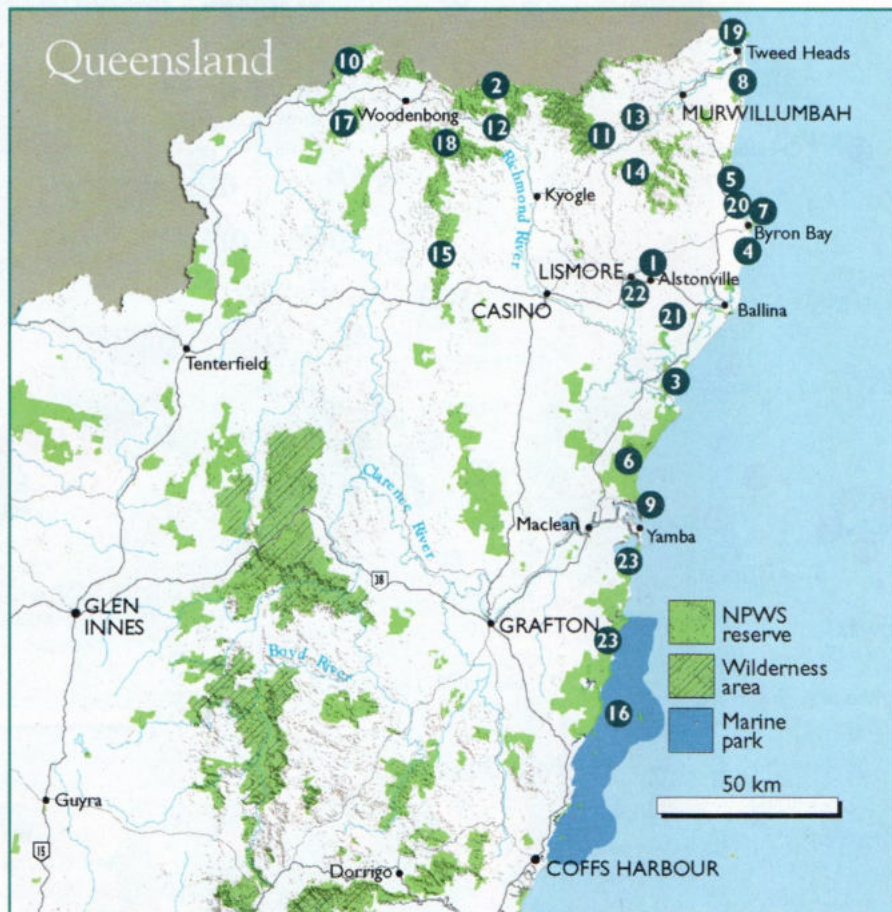 Queensland
19
Tweed Heads
10
2
8
Woodenbong
MURWILLUMBAH
17
12
13
11
18
14
Richmond River
Kyogle
5
20
7
Byron Bay
15
4
LISMORE
1
Alstonville
22
CASINO
21
Ballina
Tenterfield
3
6
Clarence River
9
Maclean
Yamba
23
38
GLEN
INNES
GRAFTON
NPWS
reserve
23
Boyd River
Wilderness
area
16
Marine
park
50 km
Guyra
15
Dorrigo
COFFS HARBOUR